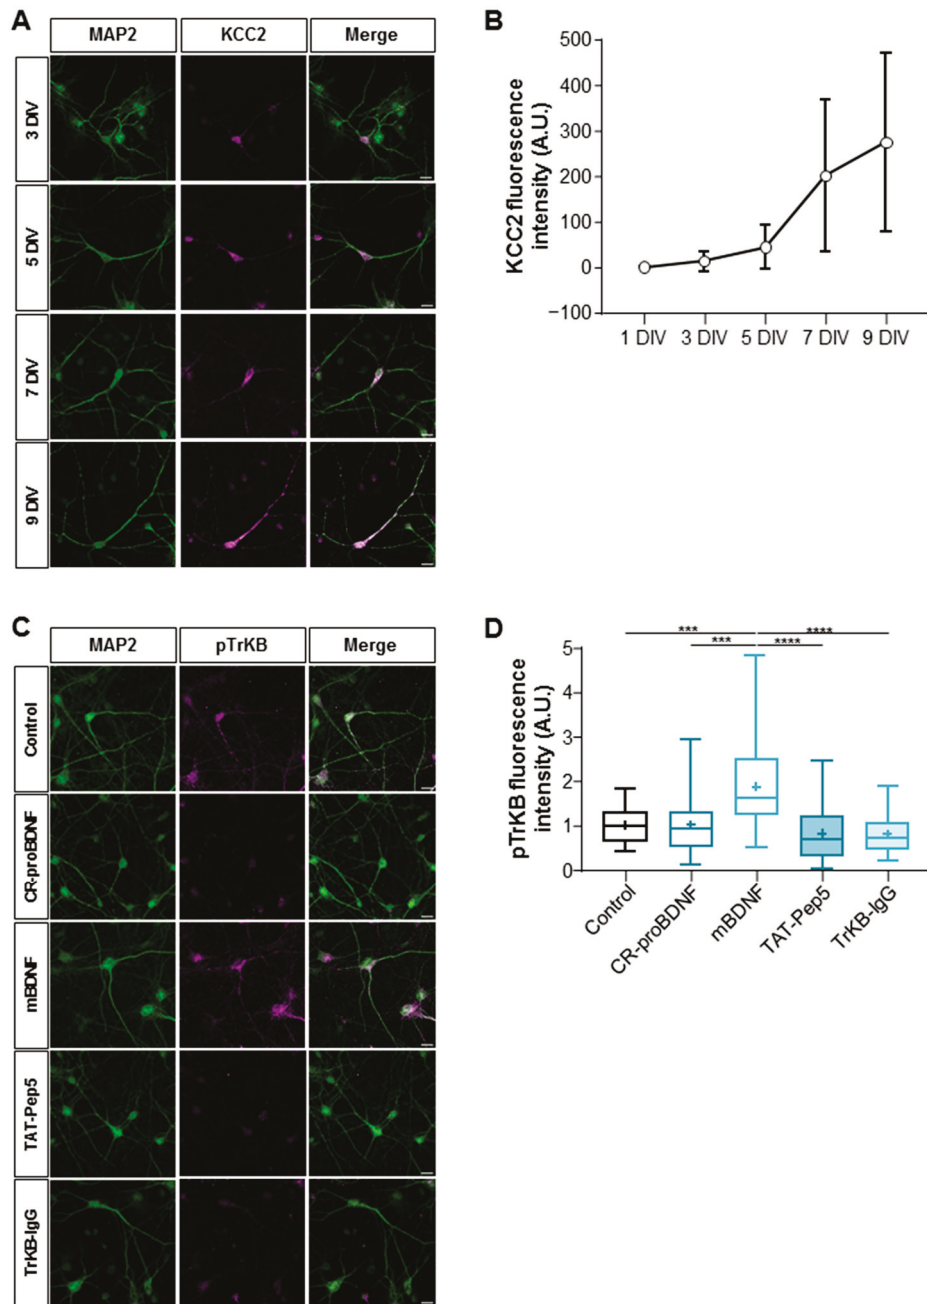 A
MAP2 KCC2 Merge
3 DIV
5 DIV
7 DIV
9 DIV
B
KCC2 fluorescence
intensity (A.U.)
500
400
300
200
100
0
−100
1 DIV 3 DIV 5 DIV 7 DIV 9 DIV
C
MAP2 pTrKB Merge
Control
CR-proBDNF
mBDNF
TAT-Pep5
TrKB-IgG
D
*** ****
*** ****
pTrKB fluorescence
intensity (A.U.)
5
4
3
2
1
0
Control CR-proBDNF mBDNF TAT-Pep5 TrKB-IgG